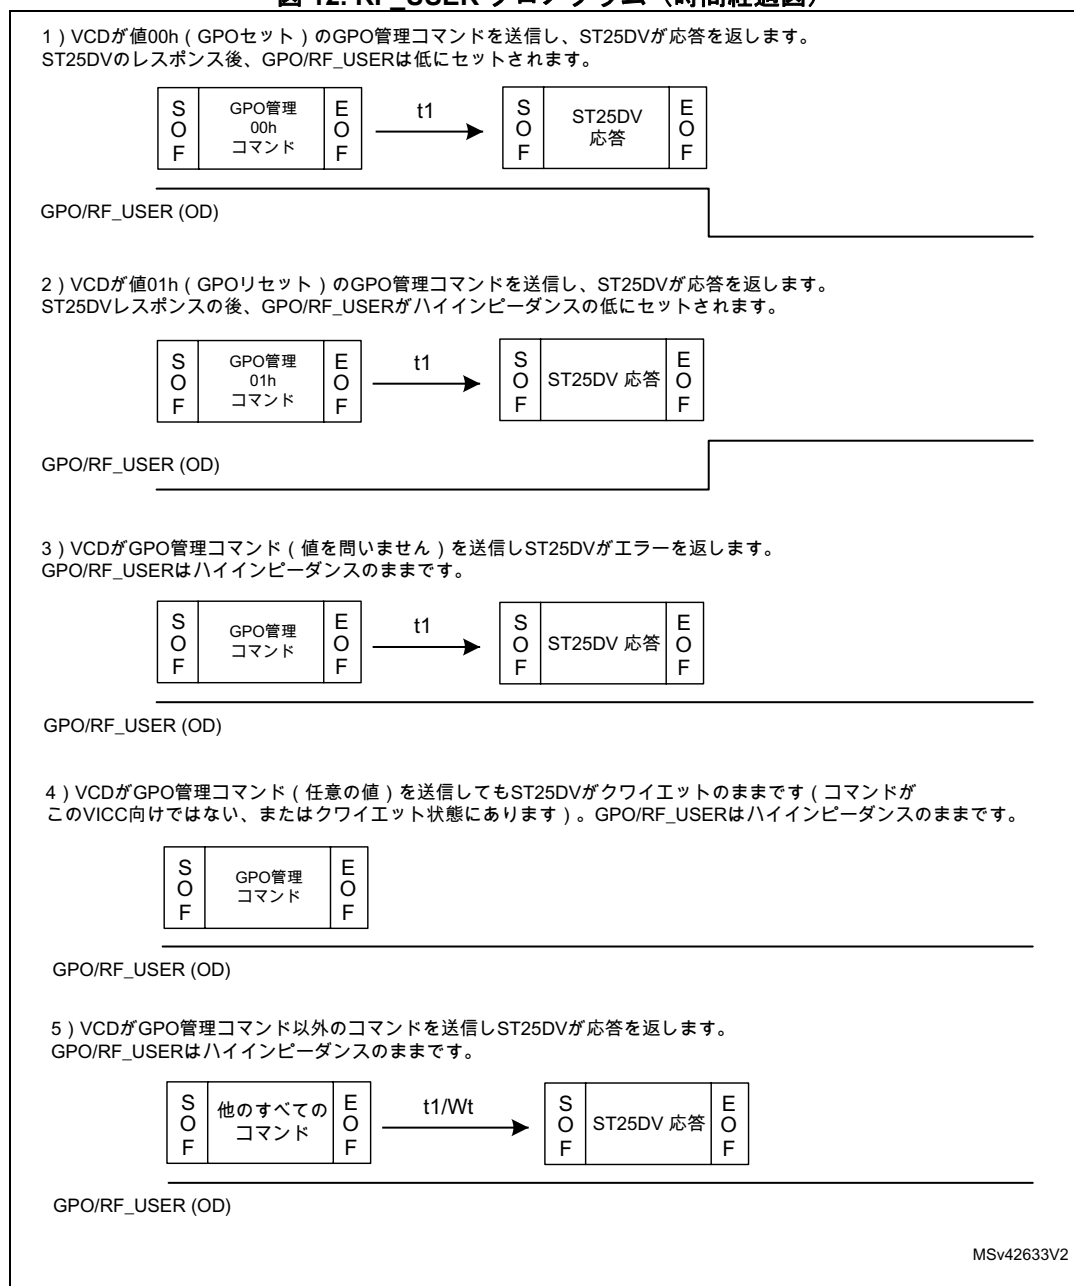 図 12. RF_USER クロノグラム（時間経過図）
1 ) VCDが値00h ( GPOセット ) のGPO管理コマンドを送信し、ST25DVが応答を返します。
ST25DVのレスポンス後、GPO/RF_USERは低にセットされます。
S
O
F
GPO管理
00h
コマンド
E
O
F
t1
S
O
F
ST25DV
応答
E
O
F
GPO/RF_USER (OD)
2 ) VCDが値01h ( GPOリセット ) のGPO管理コマンドを送信し、ST25DVが応答を返します。
ST25DVレスポンスの後、GPO/RF_USERがハイインピーダンスの低にセットされます。
S
O
F
GPO管理
01h
コマンド
E
O
F
t1
S
O
F
ST25DV 応答
E
O
F
GPO/RF_USER (OD)
3 ) VCDがGPO管理コマンド ( 値を問いません ) を送信しST25DVがエラーを返します。
GPO/RF_USERはハイインピーダンスのままです。
S
O
F
GPO管理
コマンド
E
O
F
t1
S
O
F
ST25DV 応答
E
O
F
GPO/RF_USER (OD)
4 ) VCDがGPO管理コマンド ( 任意の値 ) を送信してもST25DVがクワイエットのままです ( コマンドが
このVICC向けではない、またはクワイエット状態にあります ) 。GPO/RF_USERはハイインピーダンスのままです。
S
O
F
GPO管理
コマンド
E
O
F
GPO/RF_USER (OD)
5 ) VCDがGPO管理コマンド以外のコマンドを送信しST25DVが応答を返します。
GPO/RF_USERはハイインピーダンスのままです。
S
O
F
他のすべての
コマンド
E
O
F
t1/Wt
S
O
F
ST25DV 応答
E
O
F
GPO/RF_USER (OD)
MSv42633V2